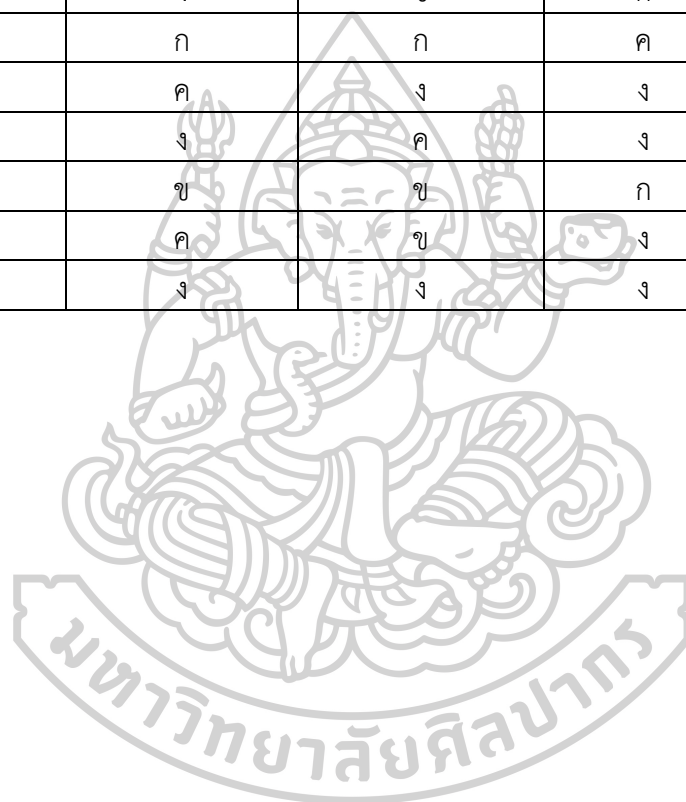 ก ก ค
ค ง ง
ง ค ง
ข ข ก
ค ข ง
ง ง ง
มหาวิทยาลัยศิลปากร